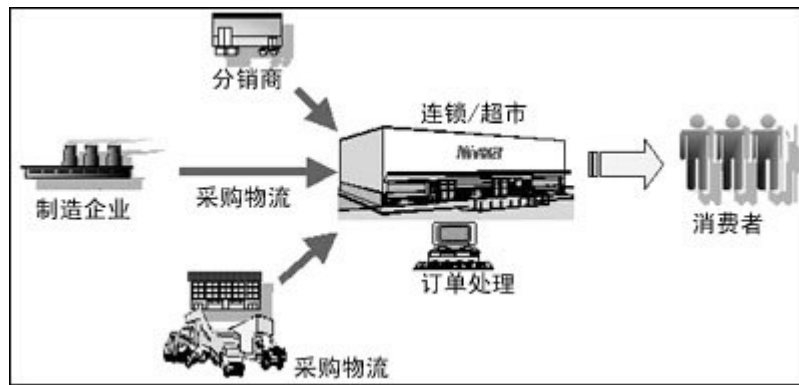 分销商
连锁/超市
制造企业
采购物流
消费者
订单处理
采购物流